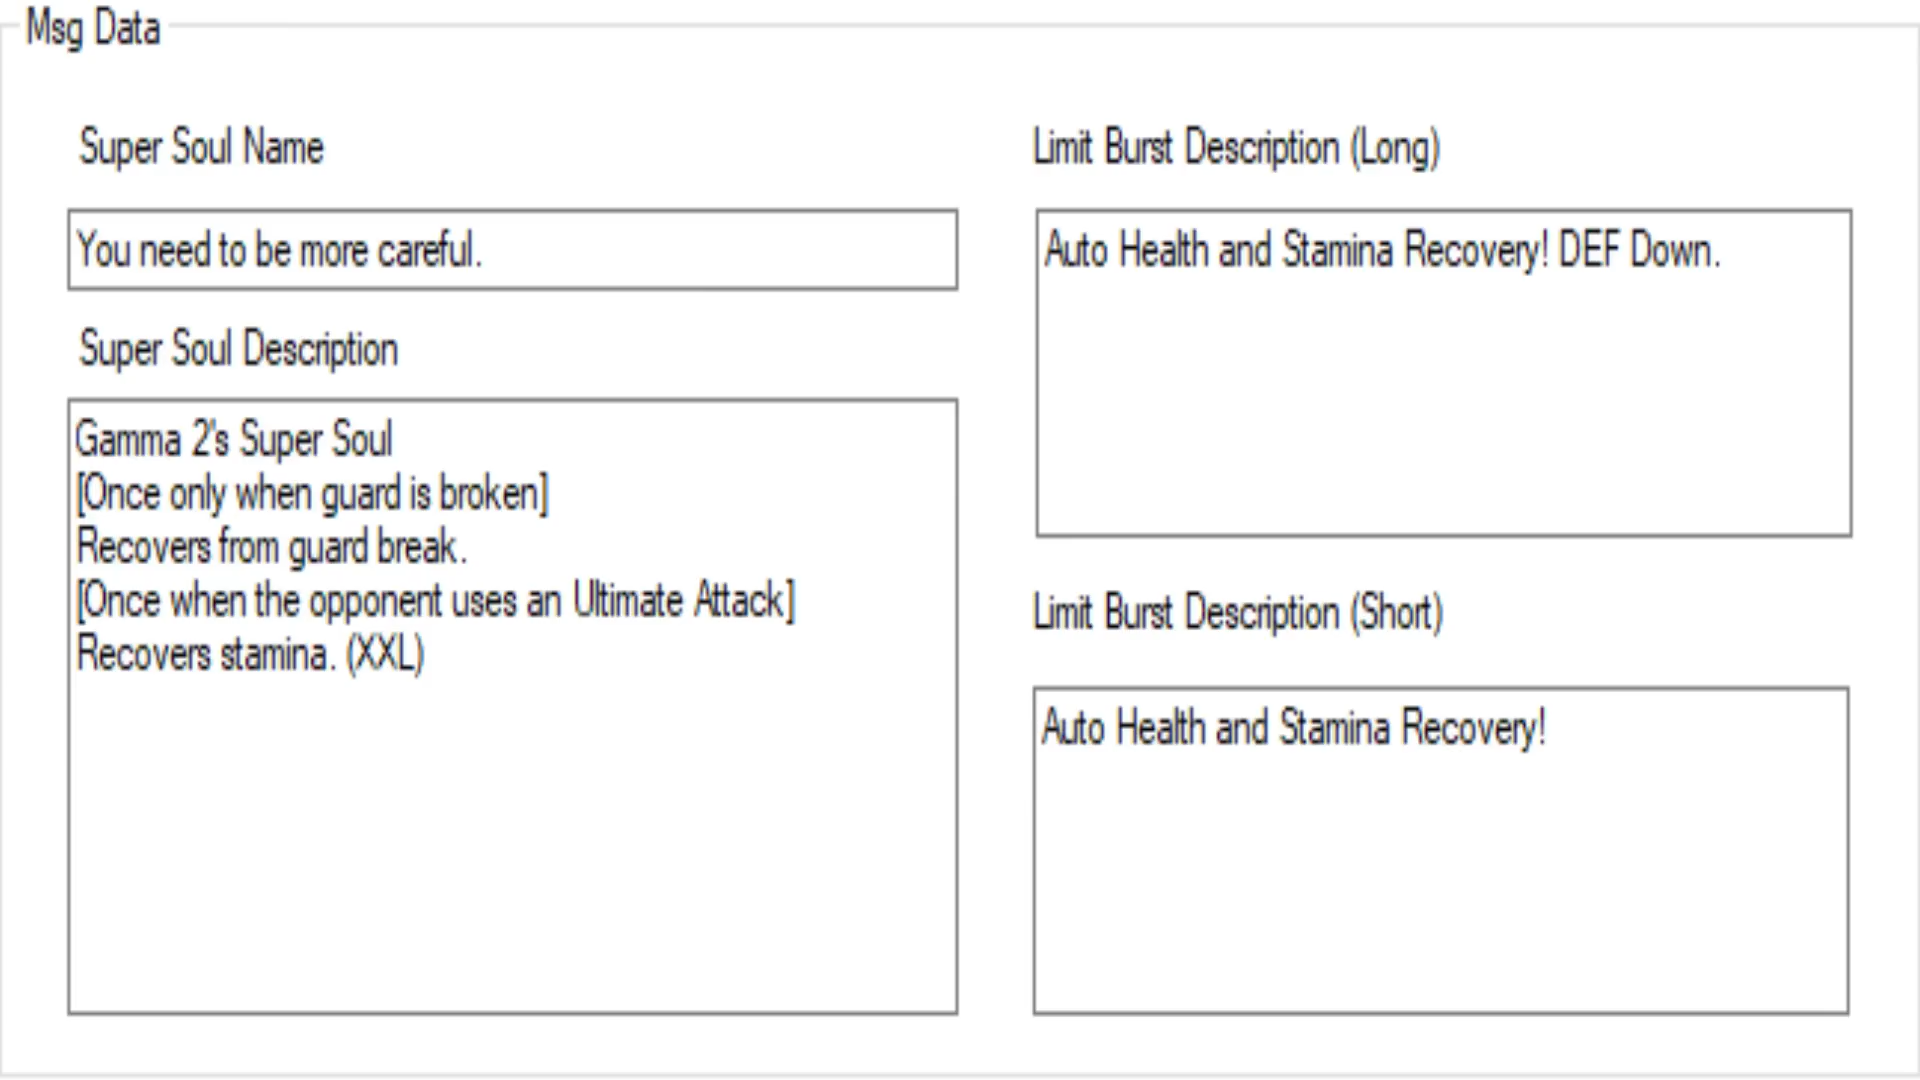 Msg Data
Super Soul Name
You need to be more careful.
Super Soul Description
Gamma 2's Super Soul
[Once only when guard is broken]
Recovers from guard break.
[Once when the opponent uses an Ultimate Attack]
Recovers stamina. (XXL)
Limit Burst Description (Long)
Auto Health and Stamina Recovery! DEF Down.
Limit Burst Description (Short)
Auto Health and Stamina Recovery!